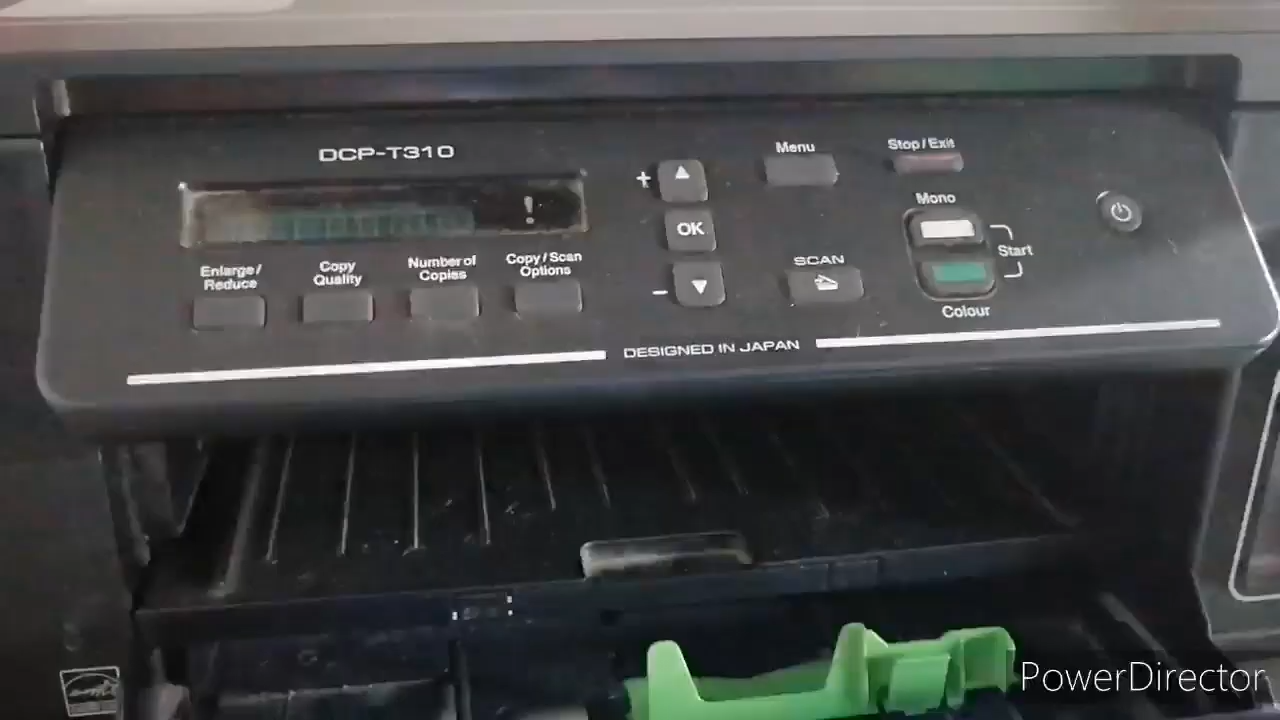 DCP-T310
!
Enlarge/
Reduce
Copy
Quality
Number of
Copies
Copy/Scan
Options
+
OK
−
Menu
SCAN
Stop/Exit
Mono
Start
Colour
DESIGNED IN JAPAN
PowerDirector